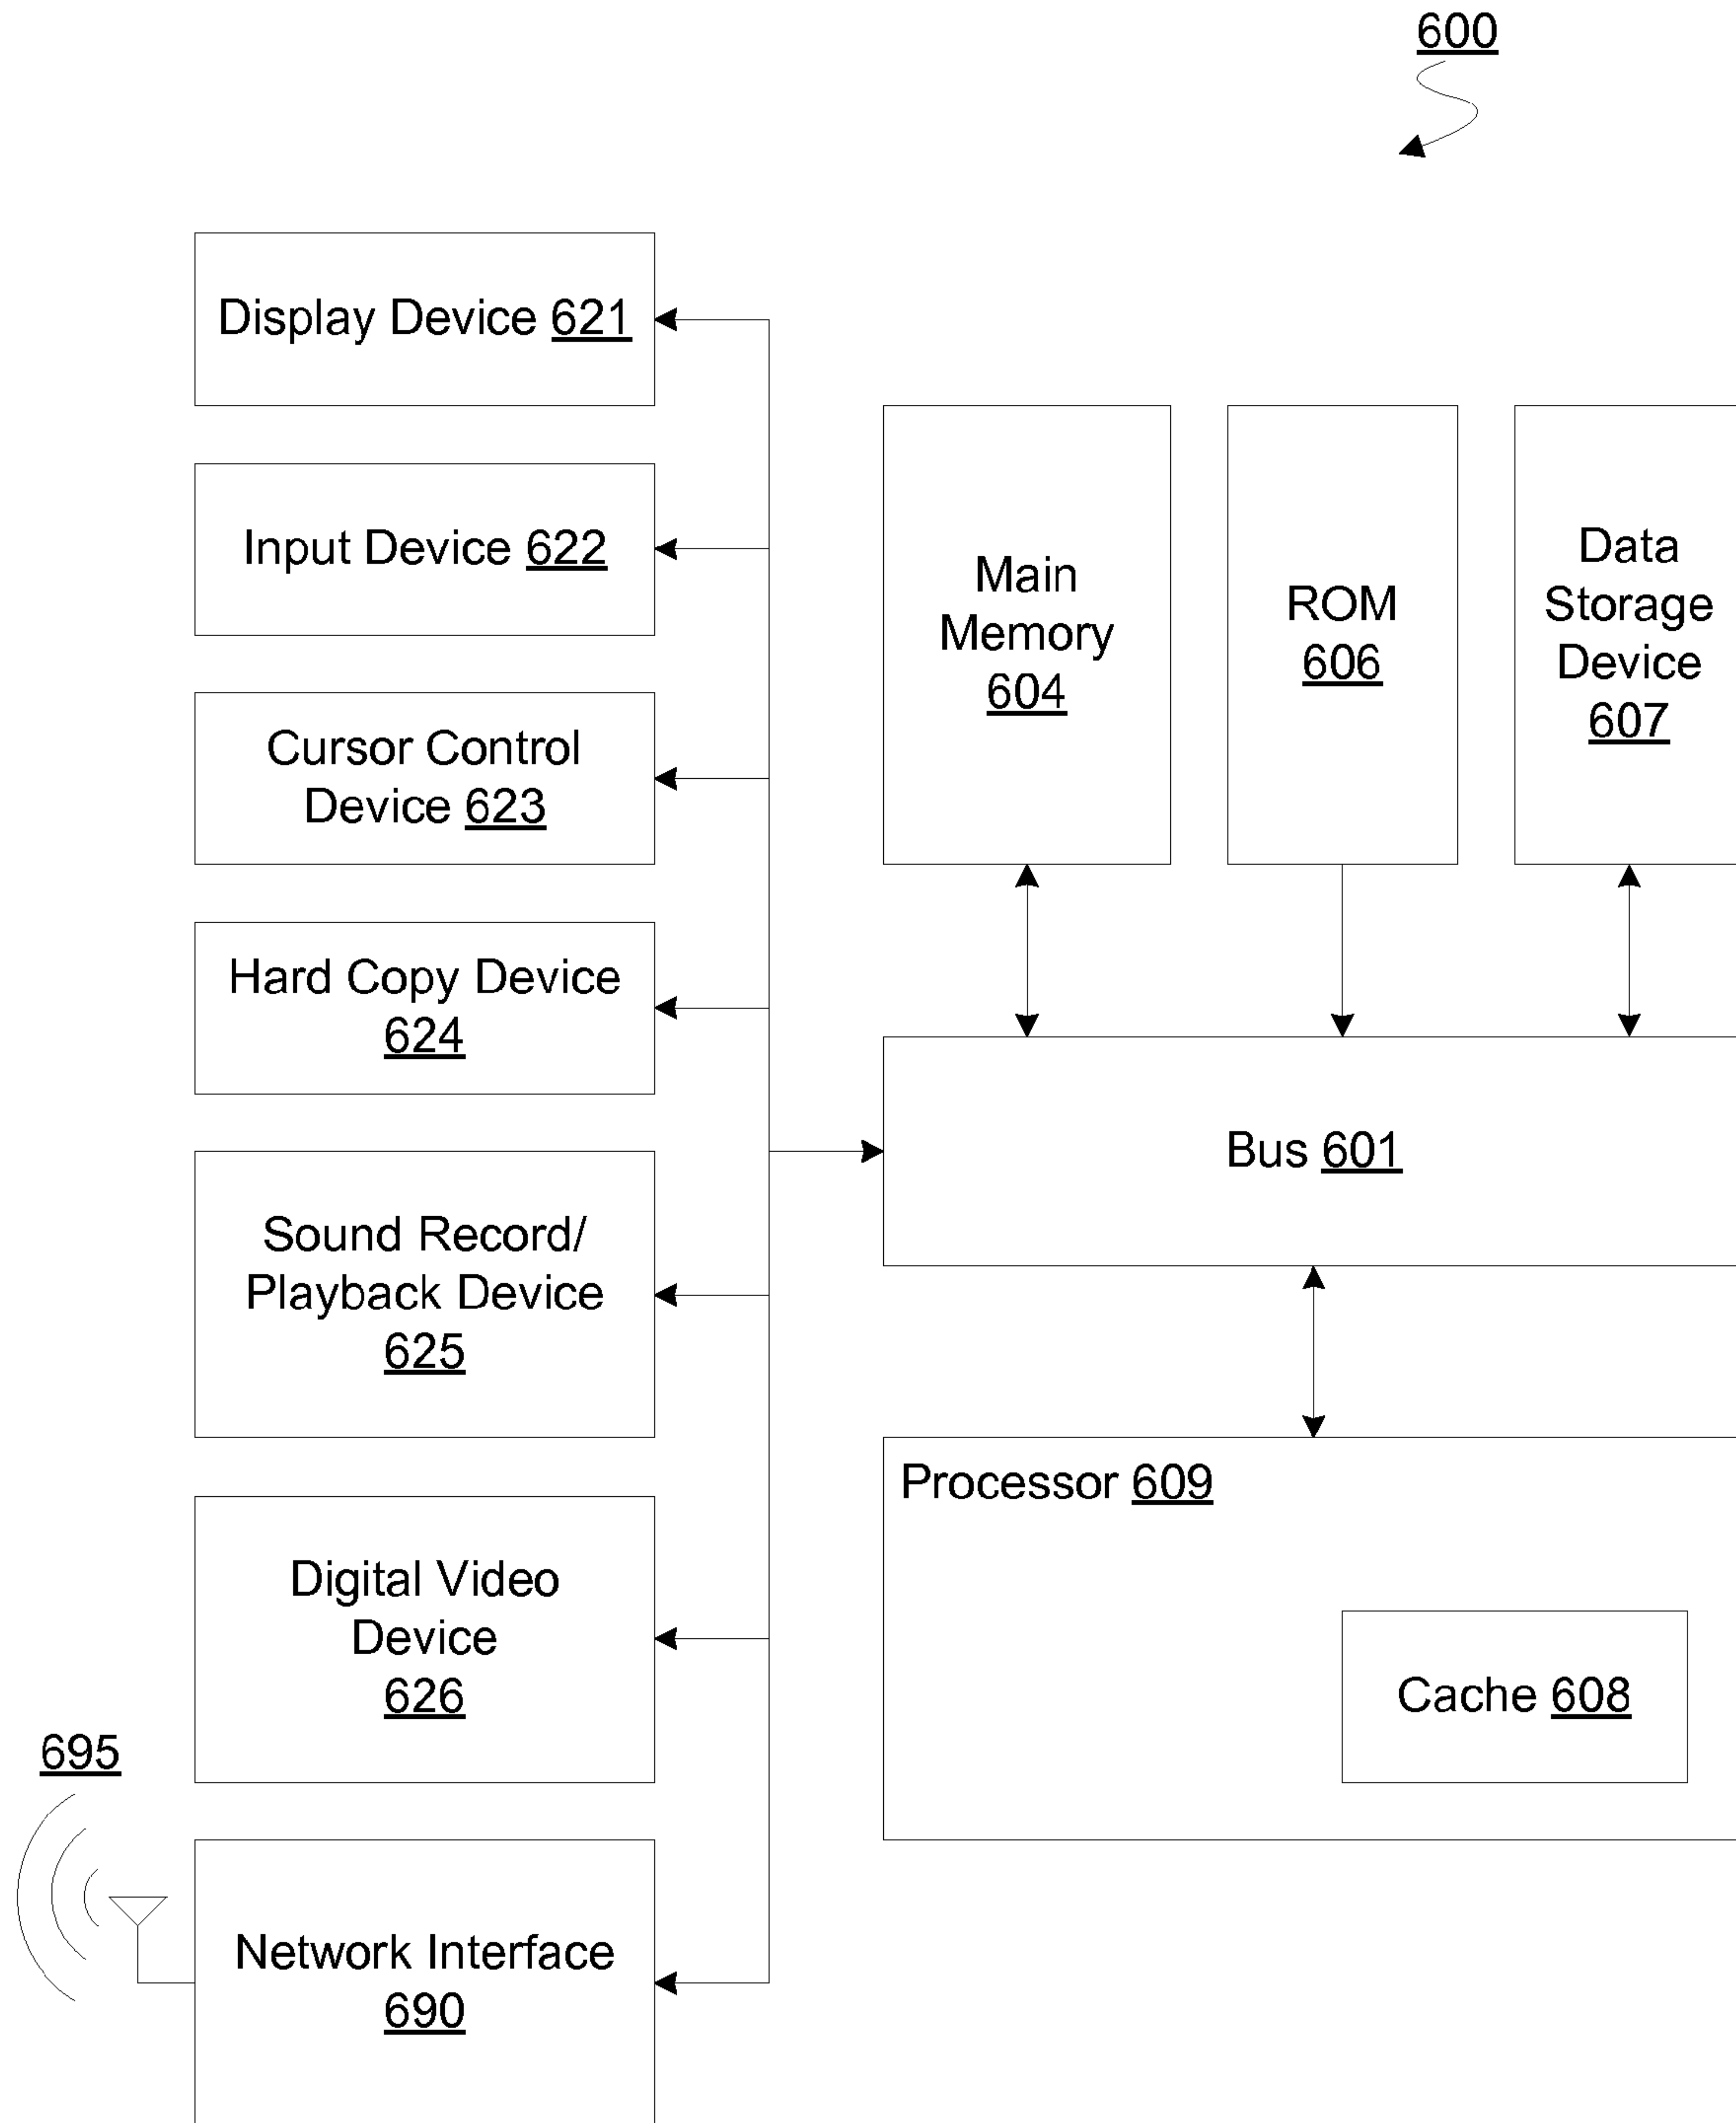 600
Display Device 621
Input Device 622
Cursor Control
Device 623
Hard Copy Device
624
Sound Record/
Playback Device
625
Digital Video
Device
626
695
Network Interface
690
Main
Memory
604
ROM
606
Data
Storage
Device
607
Bus 601
Processor 609
Cache 608